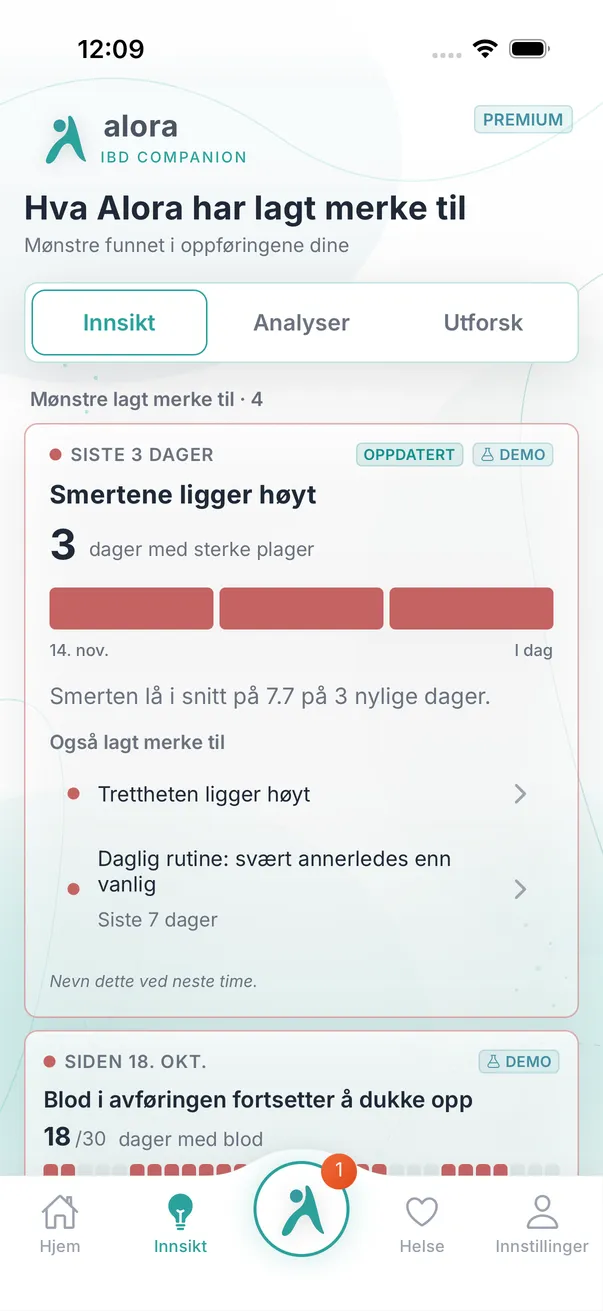 12:09
alora
IBD COMPANION
PREMIUM
Hva Alora har lagt merke til
Mønstre funnet i oppføringene dine
Innsikt
Analyser
Utforsk
Mønstre lagt merke til · 4
SISTE 3 DAGER
OPPDATERT
DEMO
Smertene ligger høyt
3 dager med sterke plager
14. nov.
I dag
Smerten lå i snitt på 7.7 på 3 nylige dager.
Også lagt merke til
Trettheten ligger høyt
Daglig rutine: svært annerledes enn
vanlig
Siste 7 dager
Nevn dette ved neste time.
SIDEN 18. OKT.
DEMO
Blod i avføringen fortsetter å dukke opp
18/30 dager med blod
1
Hjem
Innsikt
Helse
Innstillinger